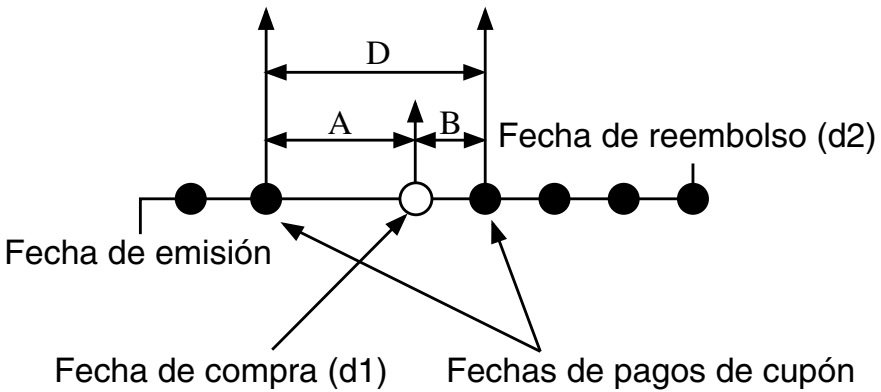 D
A
B
Fecha de reembolso (d2)
Fecha de emisión
Fecha de compra (d1)
Fechas de pagos de cupón